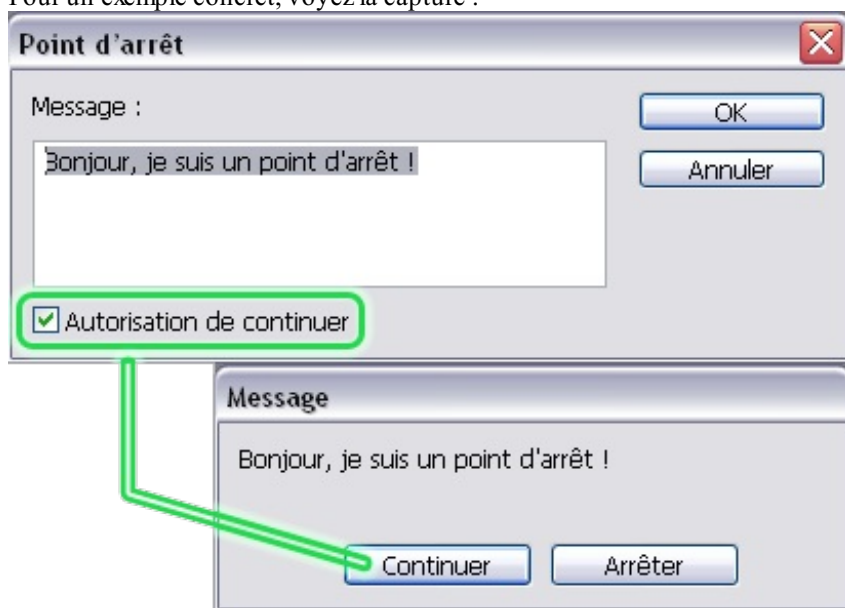 Pour un exemple concret, voyez la capture :
Point d'arrêt
Message :
OK
Bonjour, je suis un point d'arrêt !
Annuler
Autorisation de continuer
Message
Bonjour, je suis un point d'arrêt !
Continuer Arrêter